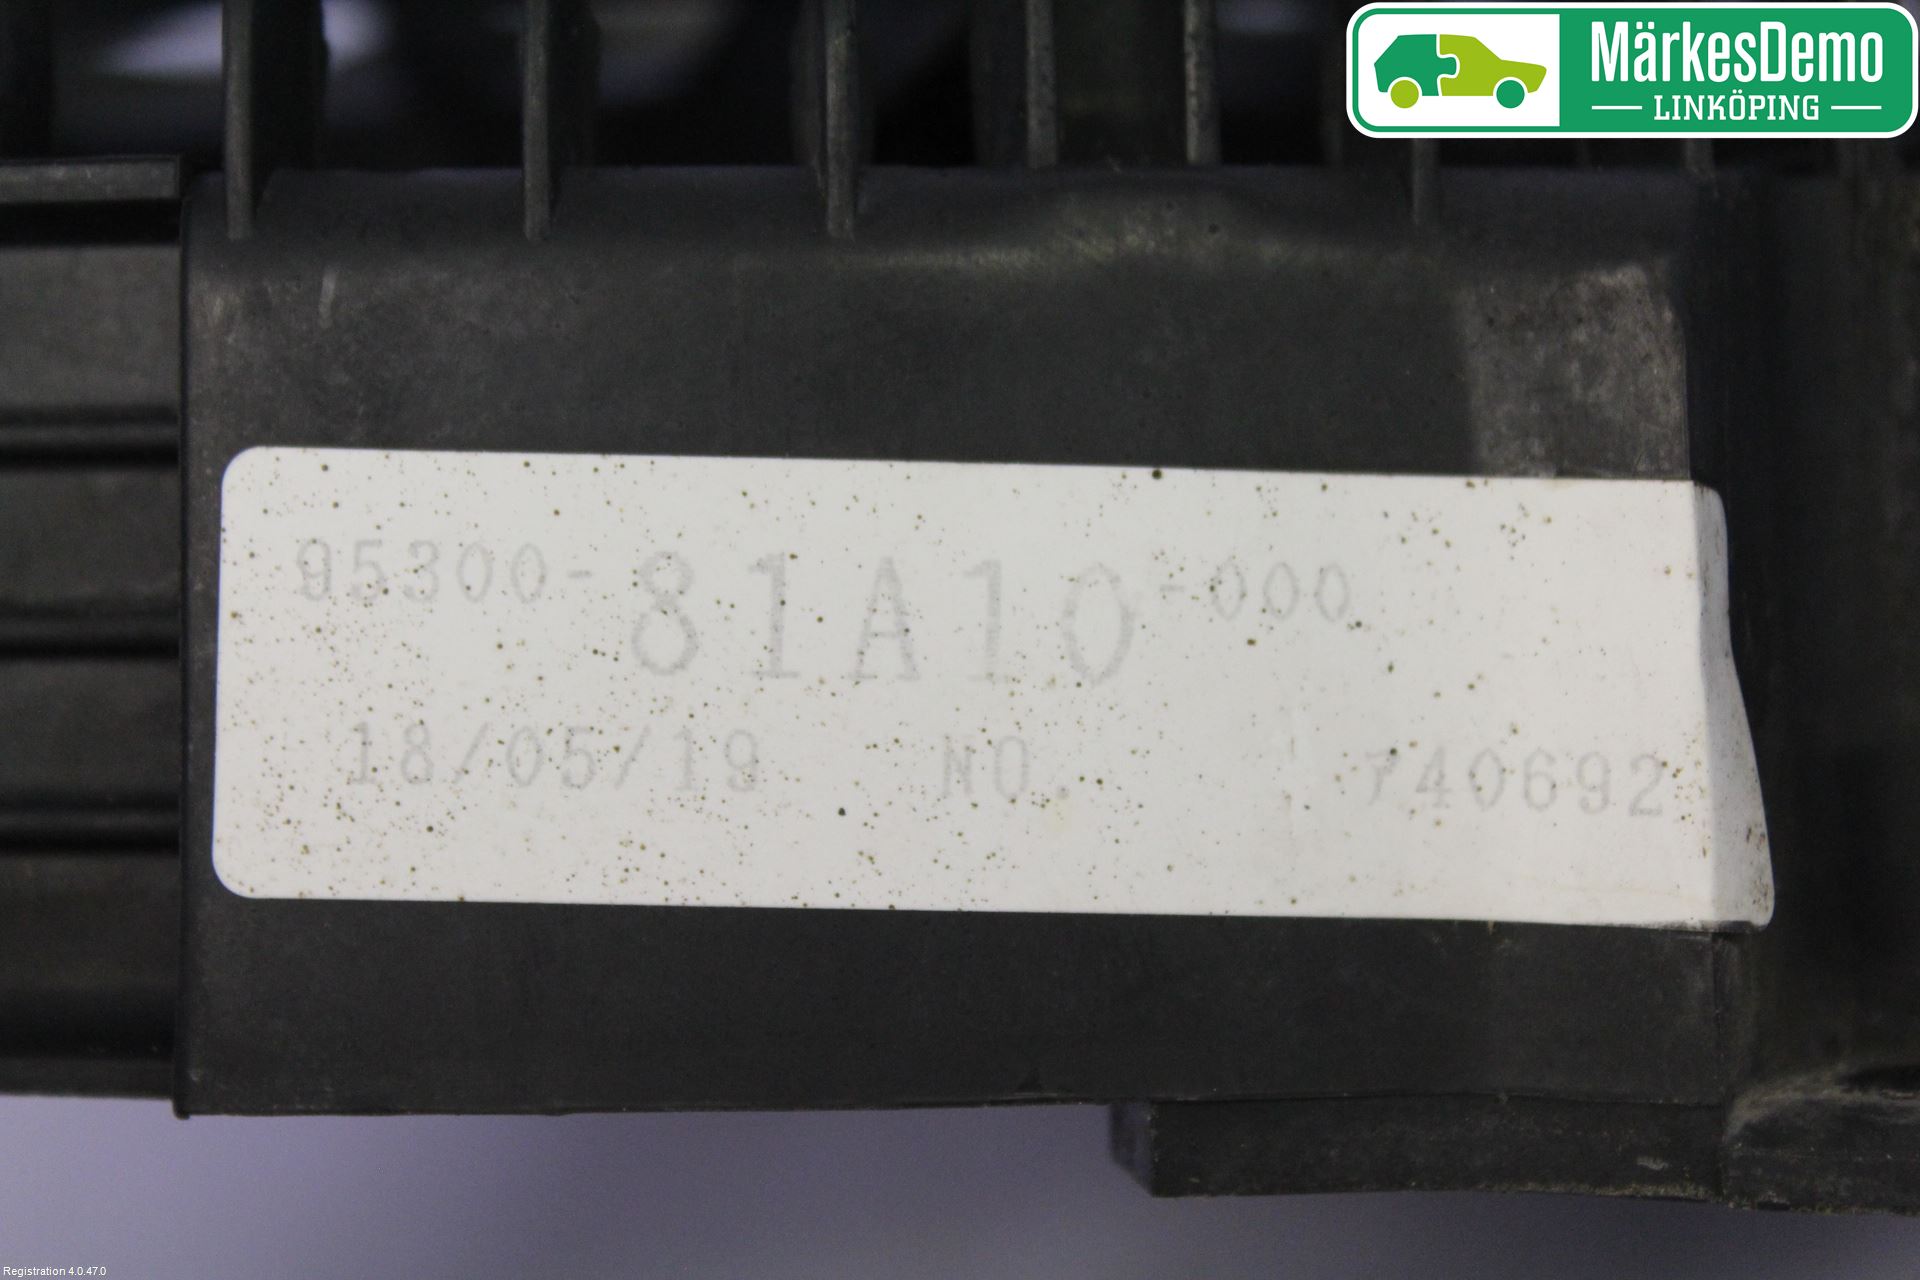 MärkesDemo
LINKÖPING
95300-81A10-000
18/05/19 NO. 740692
Registration 4.0.47.0